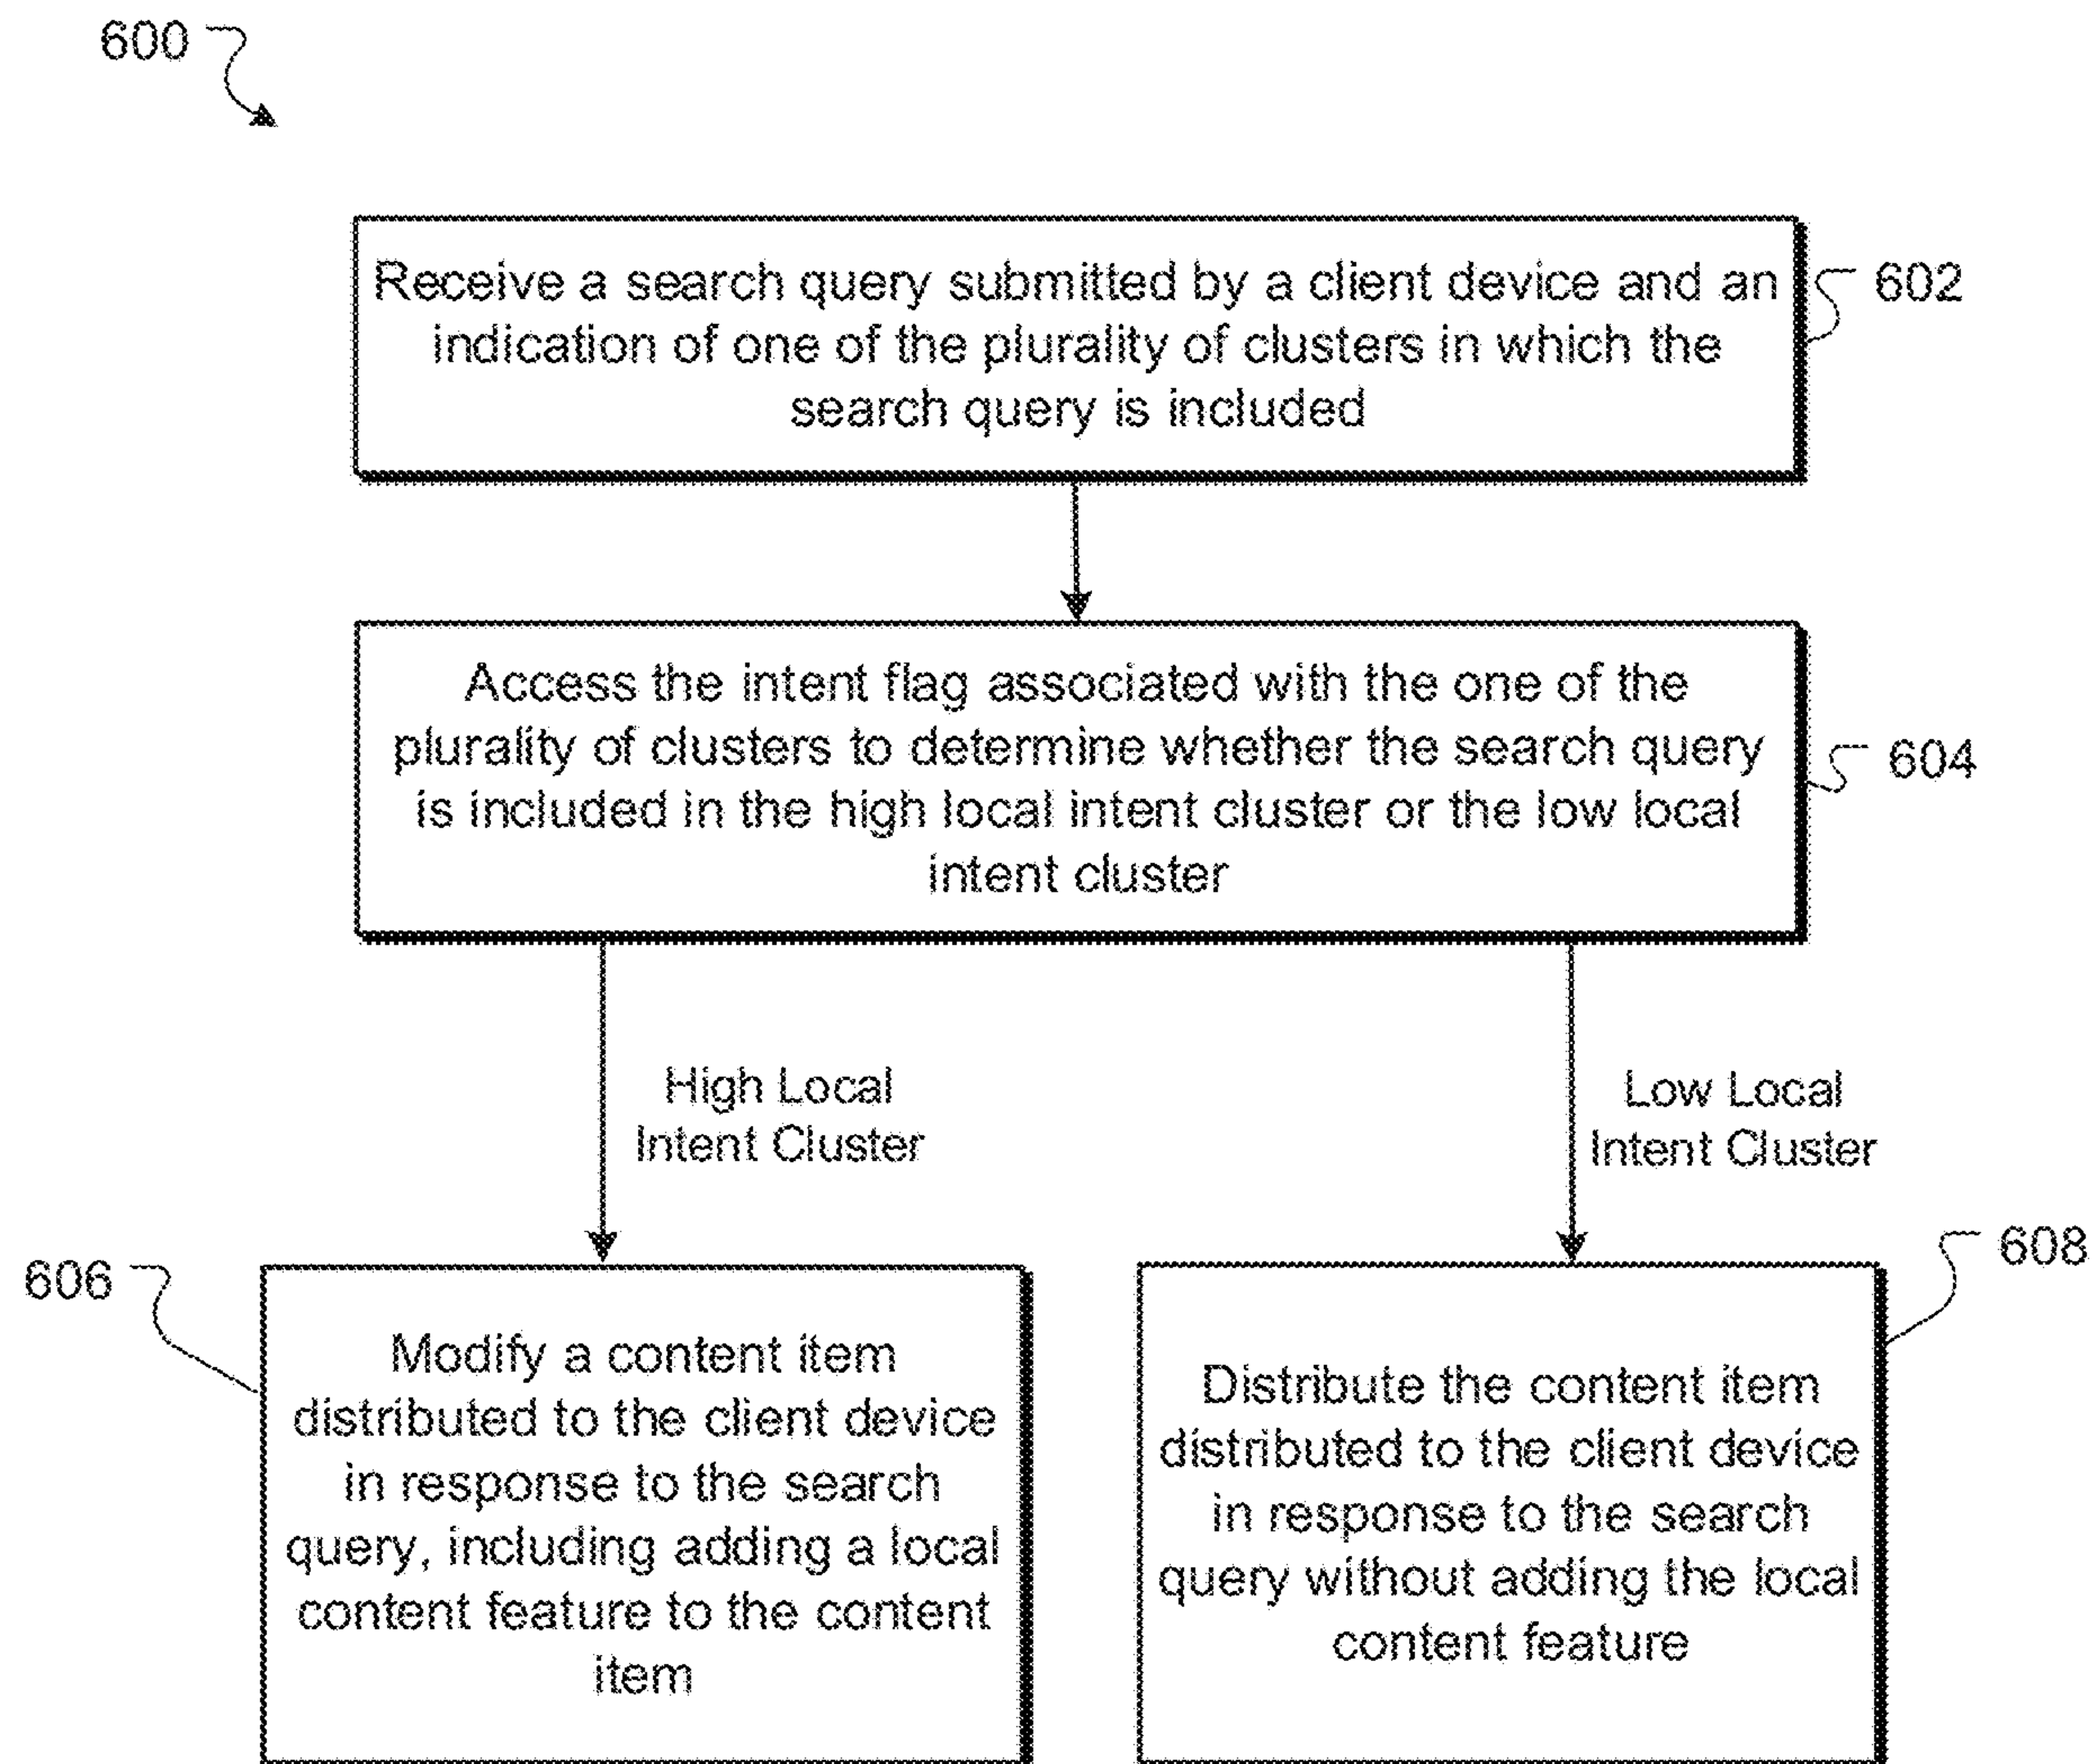 600
Receive a search query submitted by a client device and an
indication of one of the plurality of clusters in which the
search query is included
602
Access the intent flag associated with the one of the
plurality of clusters to determine whether the search query
is included in the high local intent cluster or the low local
intent cluster
604
High Local
Intent Cluster
Low Local
Intent Cluster
606
Modify a content item
distributed to the client device
in response to the search
query, including adding a local
content feature to the content
item
608
Distribute the content item
distributed to the client device
in response to the search
query without adding the local
content feature